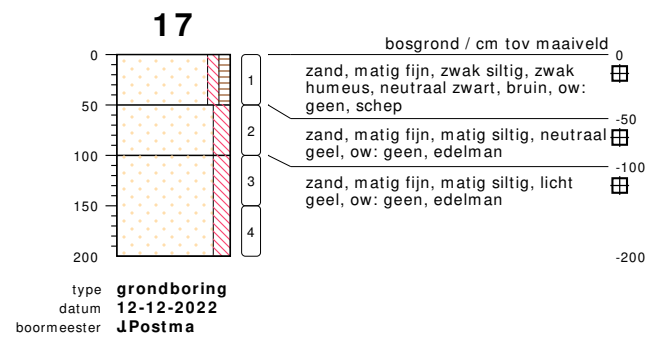 17
bosgrond / cm tov maaiveld
0
0
zand, matig fijn, zwak siltig, zwak
humeus, neutraal zwart, bruin, ow:
geen, schep
1
50
-50
zand, matig fijn, matig siltig, neutraal
geel, ow: geen, edelman
2
100
-100
zand, matig fijn, matig siltig, licht
geel, ow: geen, edelman
3
150
4
200
-200
type grondboring
datum 12-12-2022
boormeester J.Postma